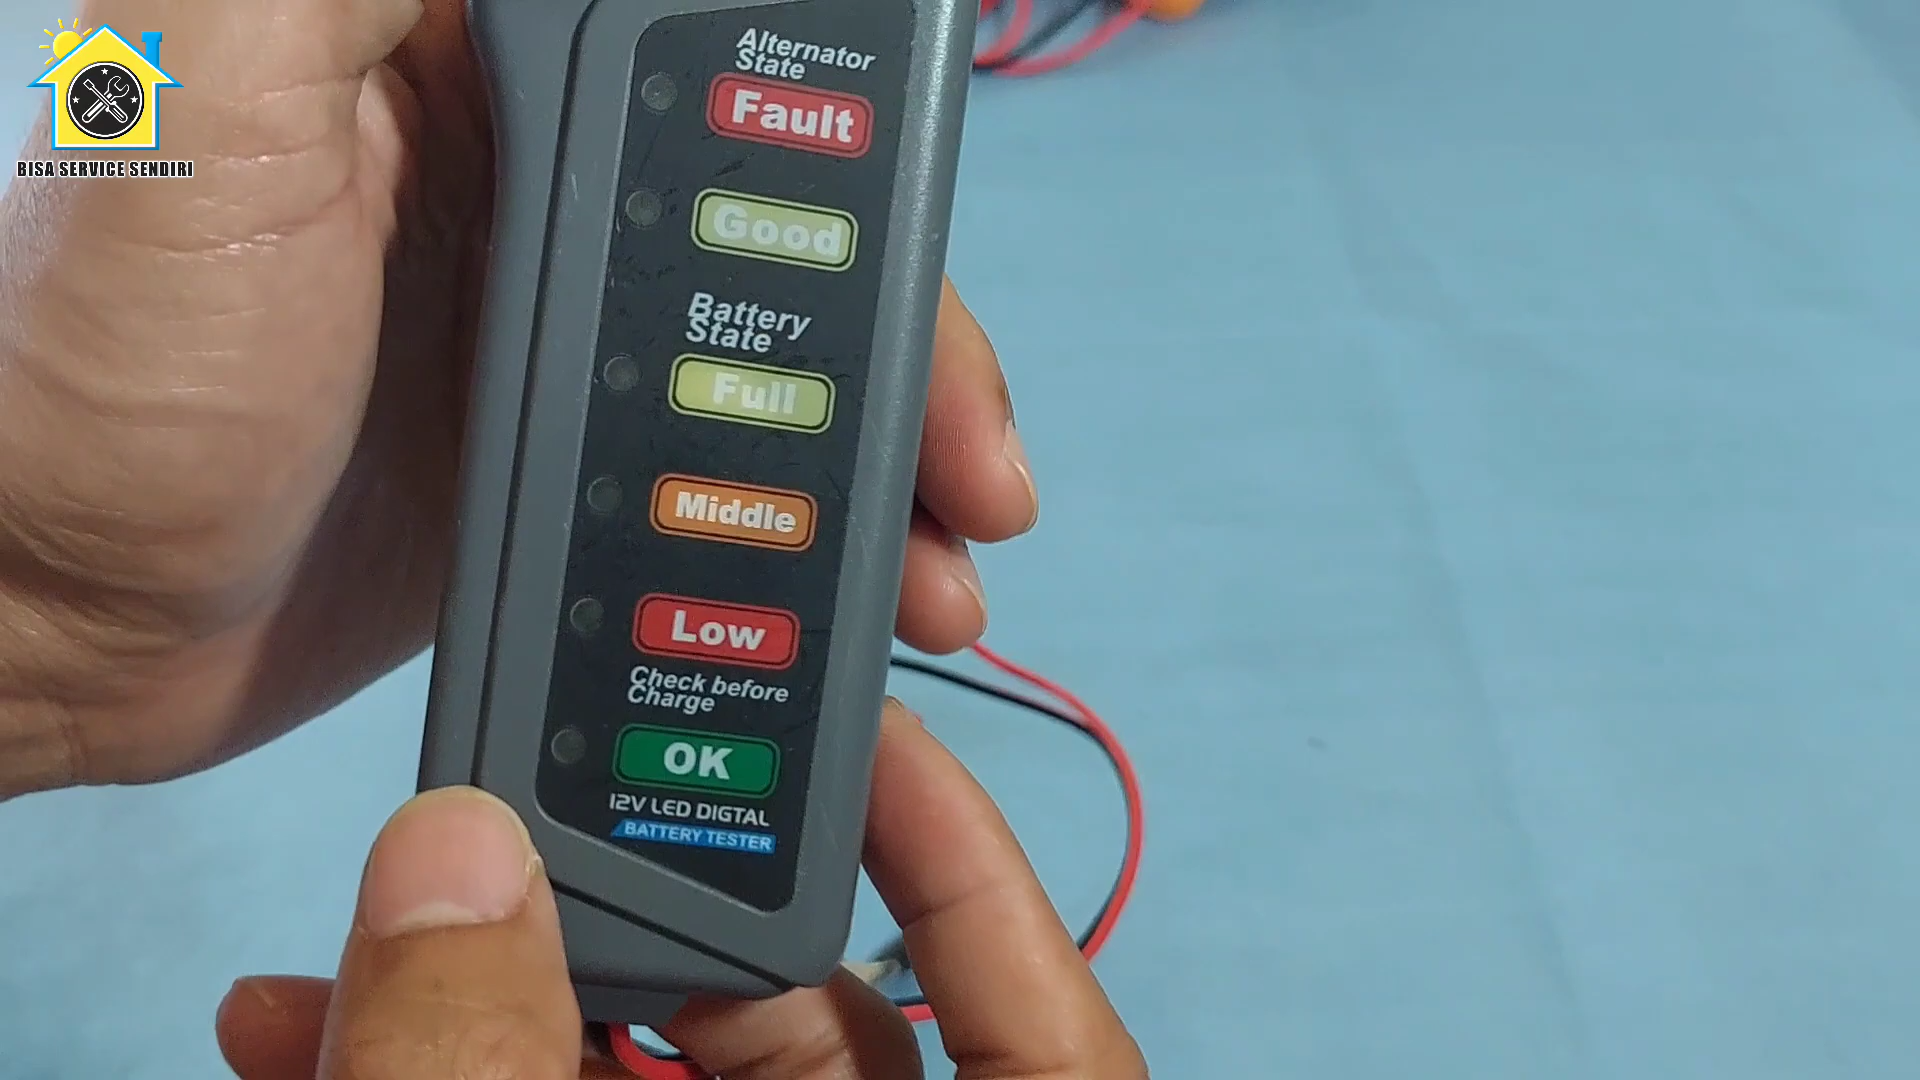 BISA SERVICE SENDIRI
Alternator
State
Fault
Good
Battery
State
Full
Middle
Low
Check before
Charge
OK
12V LED DIGTAL
BATTERY TESTER